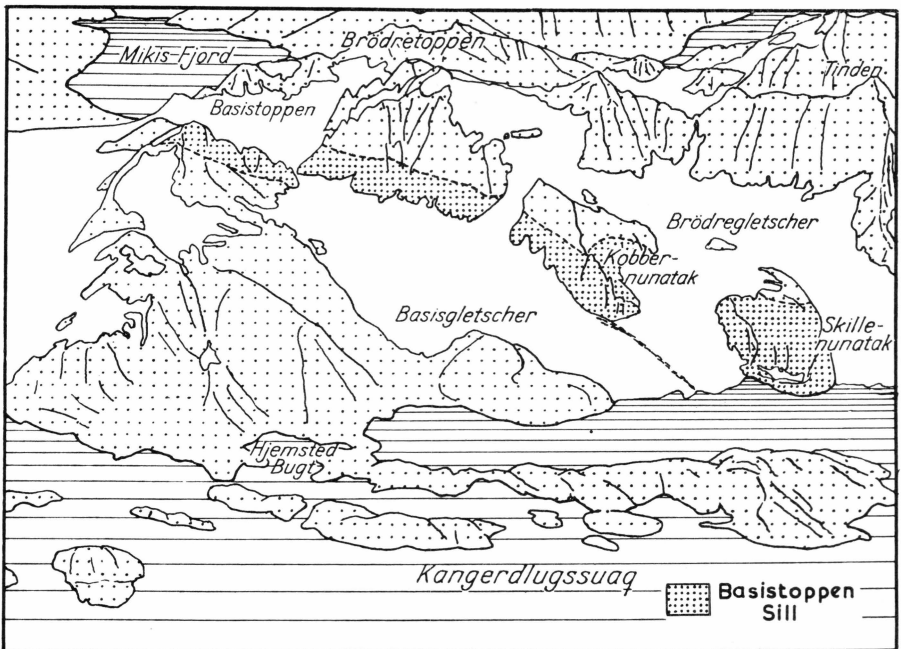 Mikis-Fjord
Brödretoppen
Tinden
Basistoppen
Brödregletscher
Kobber-
nunatak
Basisgletscher
Skille-
nunatak
Hjemsted
Bugt
Kangerdlugssuaq
Basistoppen
Sill